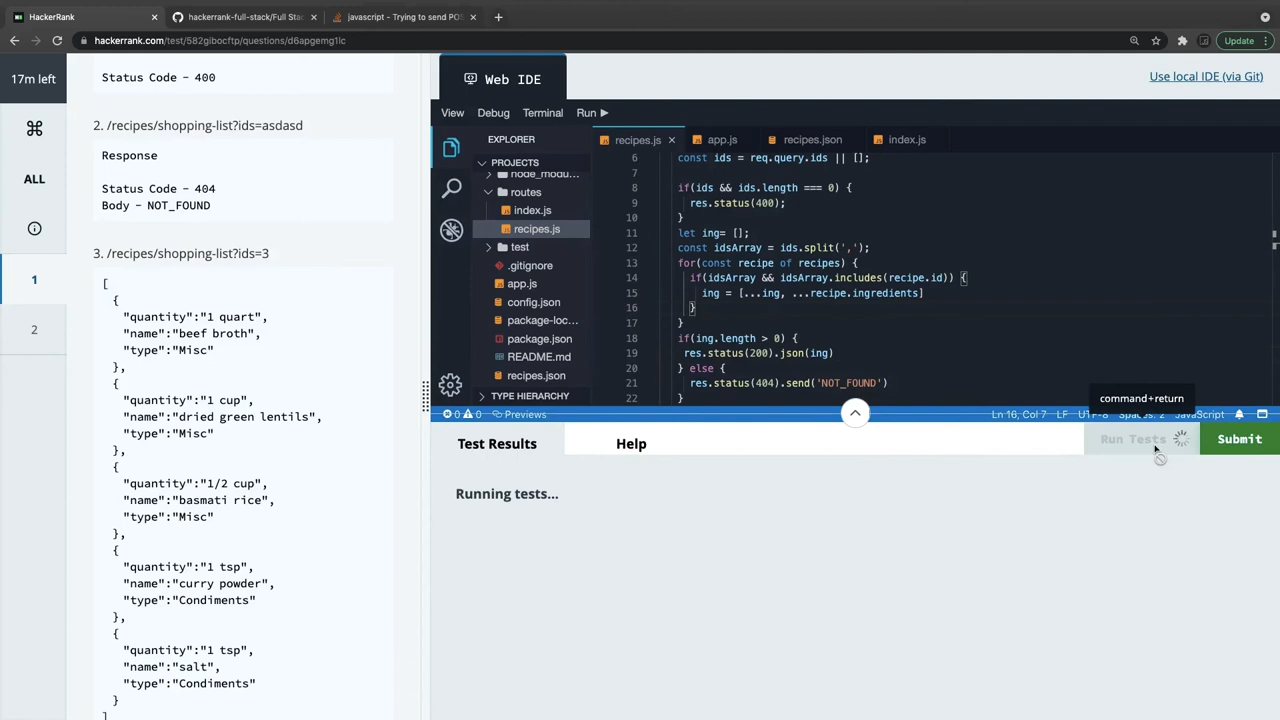 HackerRank
hackerrank-full-stack/Full Stac
javascript - Trying to send POS
hackerrank.com/test/582gibocftp/questions/d6apgemg1lc
Update
17m left
ALL
1
2
Status Code - 400
2. /recipes/shopping-list?ids=asdasd
Response
Status Code - 404
Body - NOT_FOUND
3. /recipes/shopping-list?ids=3
[
{
"quantity":"1 quart",
"name":"beef broth",
"type":"Misc"
},
{
"quantity":"1 cup",
"name":"dried green lentils",
"type":"Misc"
},
{
"quantity":"1/2 cup",
"name":"basmati rice",
"type":"Misc"
},
{
"quantity":"1 tsp",
"name":"curry powder",
"type":"Condiments"
},
{
"quantity":"1 tsp",
"name":"salt",
"type":"Condiments"
}
]
Web IDE
Use local IDE (via Git)
View Debug Terminal Run
EXPLORER
PROJECTS
node_modu...
routes
index.js
recipes.js
test
.gitignore
app.js
config.json
package-loc...
package.json
README.md
recipes.json
TYPE HIERARCHY
recipes.js app.js recipes.json index.js
6 const ids = req.query.ids || [];
7
8 if(ids && ids.length === 0) {
9 res.status(400);
10 }
11 let ing= [];
12 const idsArray = ids.split(',');
13 for(const recipe of recipes) {
14 if(idsArray && idsArray.includes(recipe.id)) {
15 ing = [...ing, ...recipe.ingredients]
16 }
17 }
18 if(ing.length > 0) {
19 res.status(200).json(ing)
20 } else {
21 res.status(404).send('NOT_FOUND')
22 }
command+return
0 0 Previews
Ln 16, Col 7 LF UTF-8 Spaces: 2 JavaScript
Test Results Help
Run Tests Submit
Running tests...